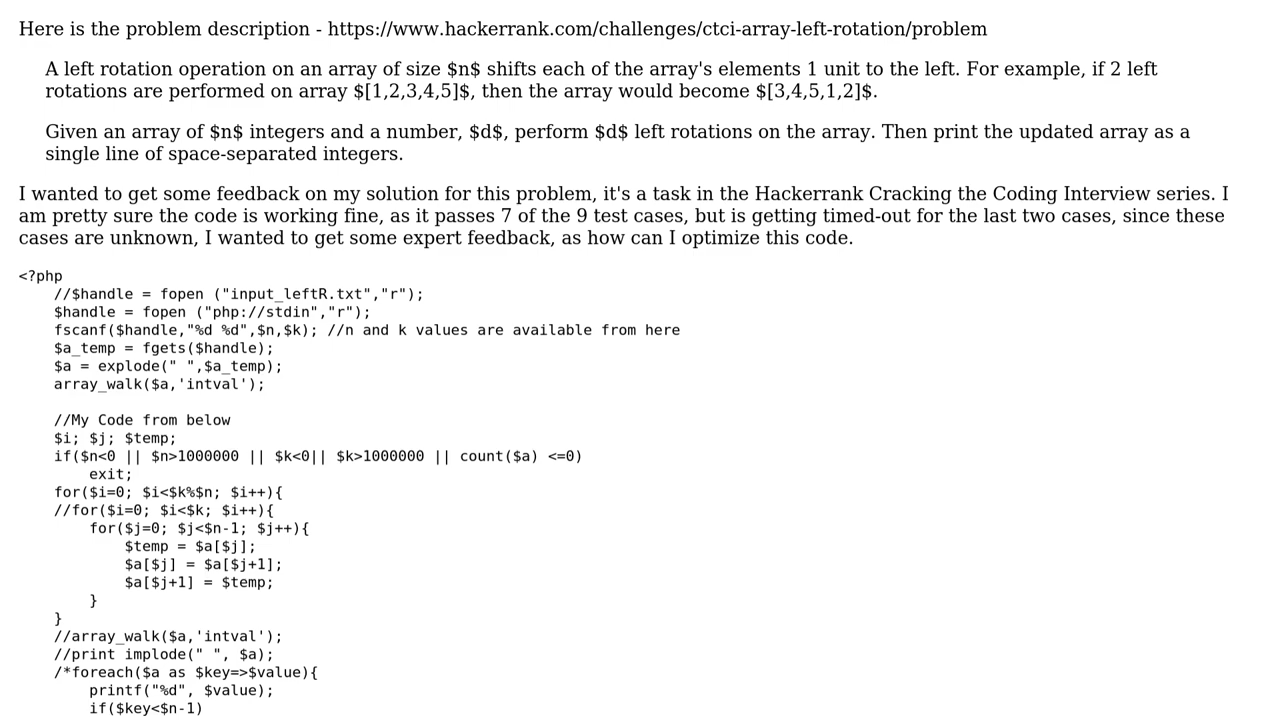 Here is the problem description - https://www.hackerrank.com/challenges/ctci-array-left-rotation/problem
A left rotation operation on an array of size $n$ shifts each of the array's elements 1 unit to the left. For example, if 2 left
rotations are performed on array $[1,2,3,4,5]$, then the array would become $[3,4,5,1,2]$.
Given an array of $n$ integers and a number, $d$, perform $d$ left rotations on the array. Then print the updated array as a
single line of space-separated integers.
I wanted to get some feedback on my solution for this problem, it's a task in the Hackerrank Cracking the Coding Interview series. I
am pretty sure the code is working fine, as it passes 7 of the 9 test cases, but is getting timed-out for the last two cases, since these
cases are unknown, I wanted to get some expert feedback, as how can I optimize this code.
<?php
    //$handle = fopen ("input_leftR.txt","r");
    $handle = fopen ("php://stdin","r");
    fscanf($handle,"%d %d",$n,$k); //n and k values are available from here
    $a_temp = fgets($handle);
    $a = explode(" ",$a_temp);
    array_walk($a,'intval');
    //My Code from below
    $i; $j; $temp;
    if($n<0 || $n>1000000 || $k<0|| $k>1000000 || count($a) <=0)
        exit;
    for($i=0; $i<$k%$n; $i++){
    //for($i=0; $i<$k; $i++){
        for($j=0; $j<$n-1; $j++){
            $temp = $a[$j];
            $a[$j] = $a[$j+1];
            $a[$j+1] = $temp;
        }
    }
    //array_walk($a,'intval');
    //print implode(" ", $a);
    /*foreach($a as $key=>$value){
        printf("%d", $value);
        if($key<$n-1)